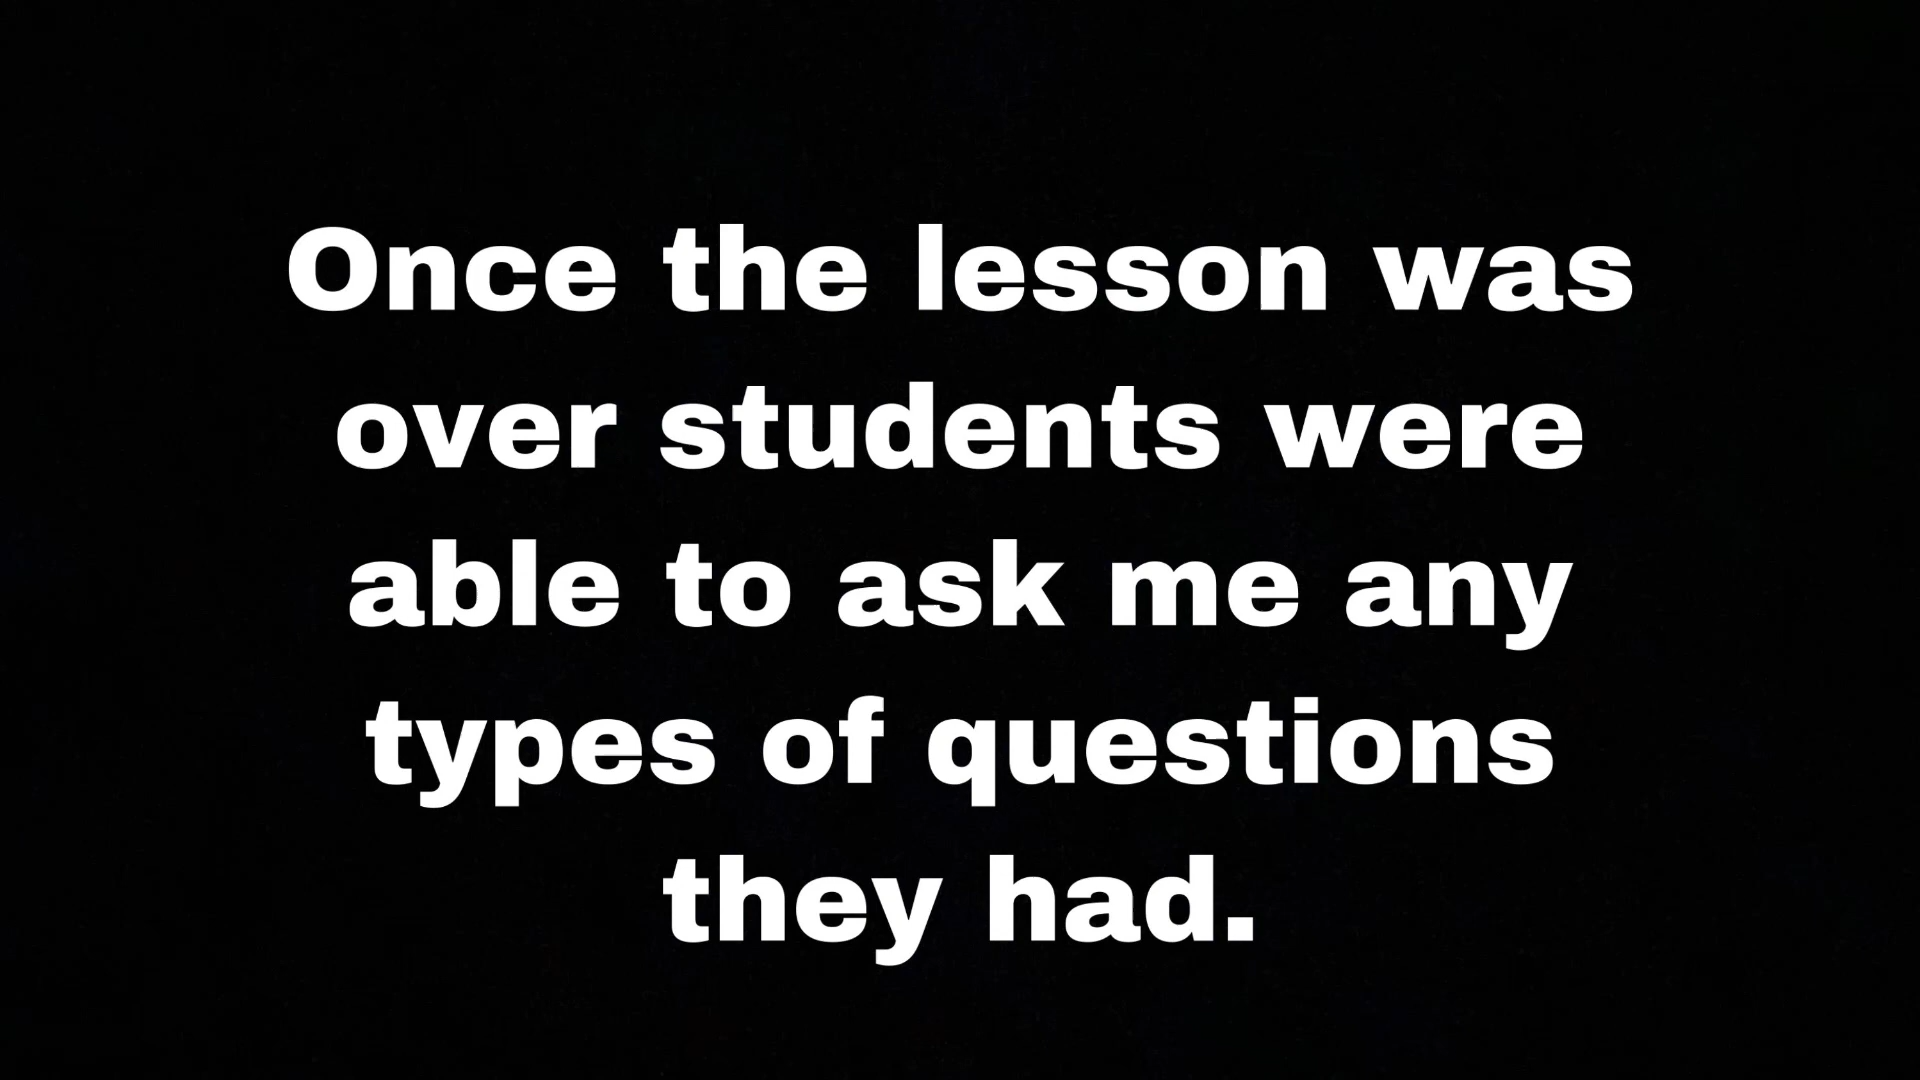 Once the lesson was
over students were
able to ask me any
types of questions
they had.